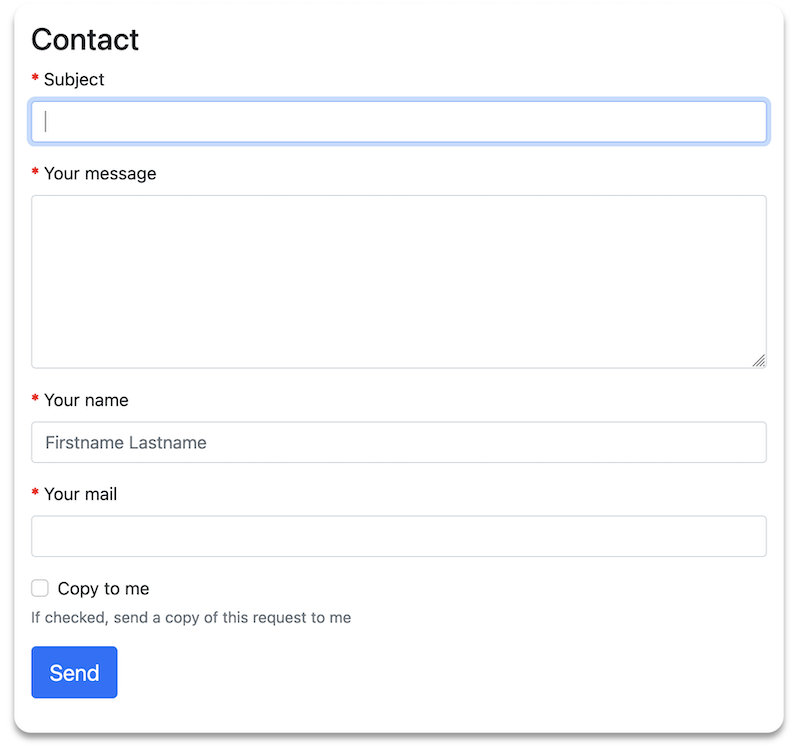 Contact
* Subject
* Your message
* Your name
Firstname Lastname
* Your mail
Copy to me
If checked, send a copy of this request to me
Send